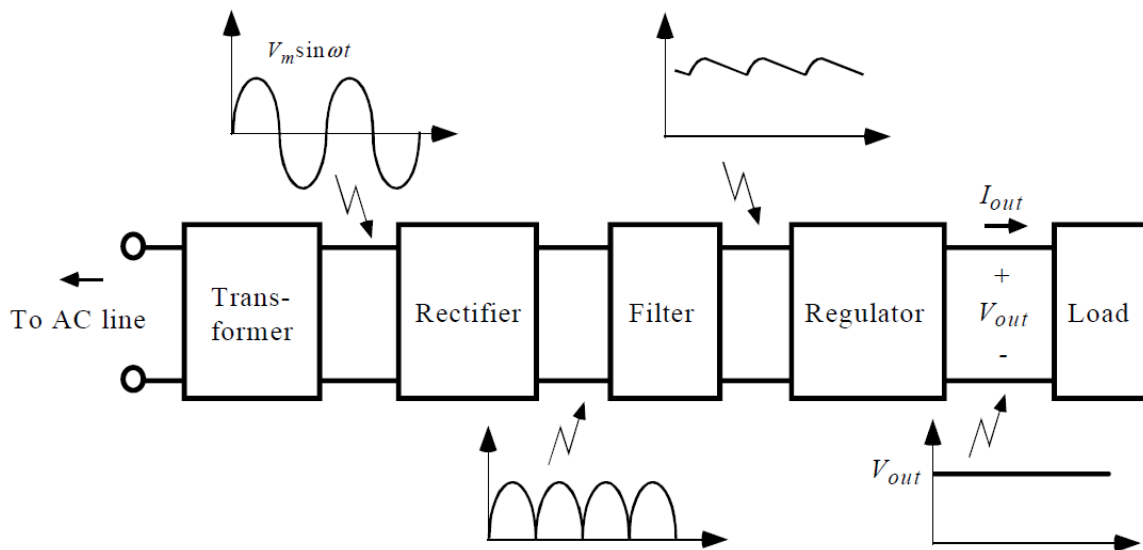 V_m sin ωt
I_out
To AC line
Trans-
former
Rectifier
Filter
Regulator
+
V_out
-
Load
V_out